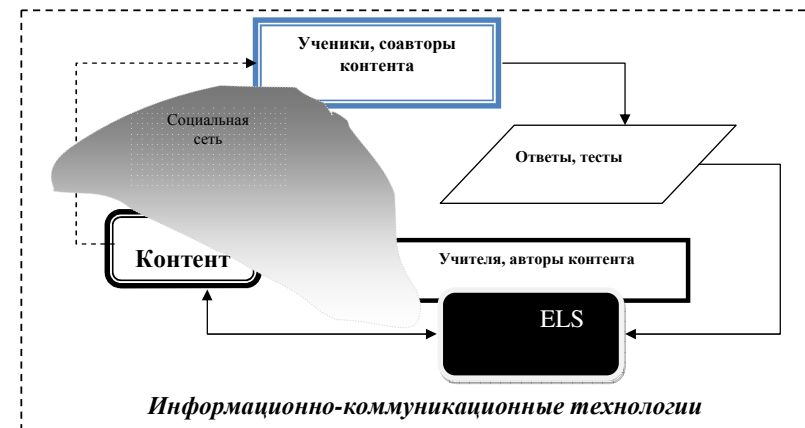 Ученики, соавторы
контента
Социальная
сеть
Ответы, тесты
Контент
Учителя, авторы контента
ELS
Информационно-коммуникационные технологии